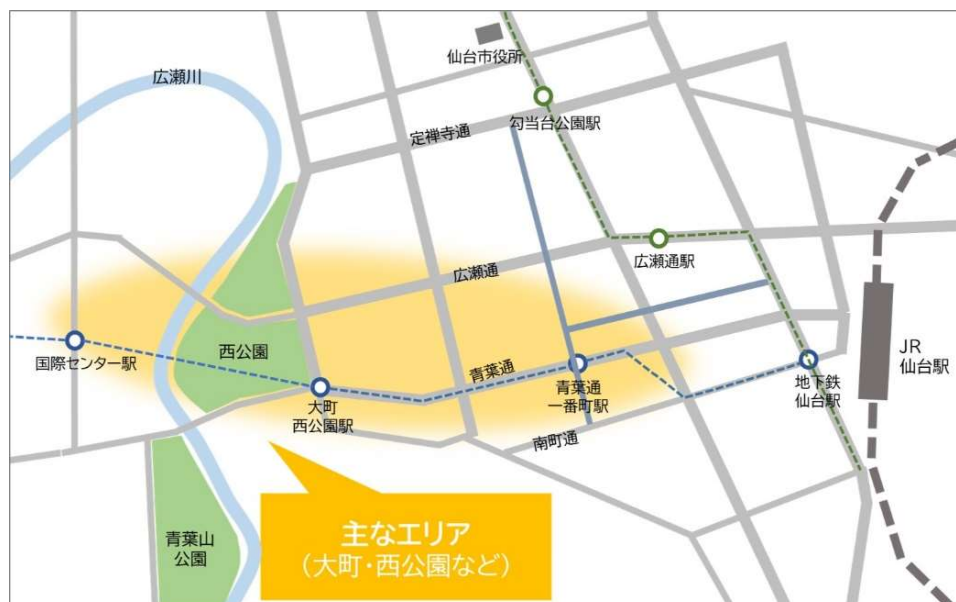 仙台市役所
広瀬川
勾当台公園駅
定禅寺通
広瀬通駅
広瀬通
西公園
国際センター駅
青葉通
JR
仙台駅
大町
西公園駅
青葉通
一番町駅
地下鉄
仙台駅
南町通
主なエリア
(大町・西公園など)
青葉山
公園